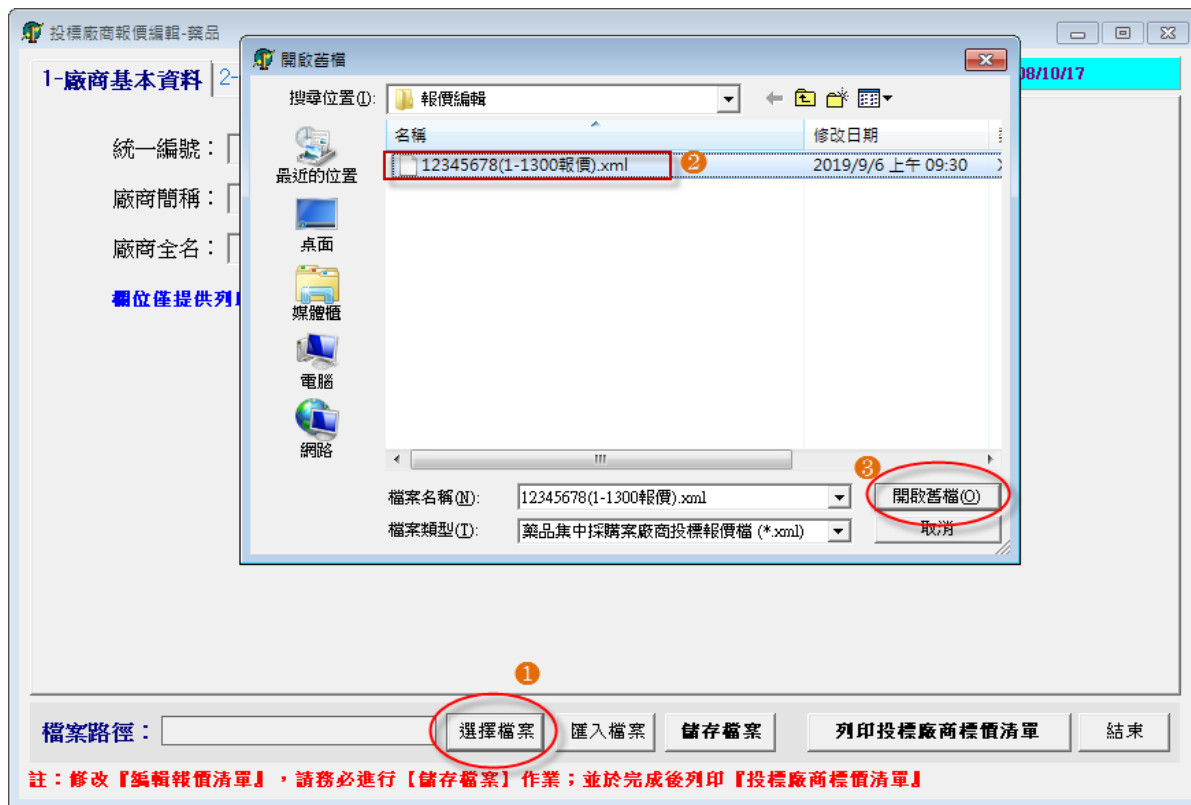 投標廠商報價編輯-藥品
開啟舊檔
1-廠商基本資料
2-
08/10/17
搜尋位置(I):
報價編輯
名稱
修改日期
統一編號：
12345678(1-1300報價).xml
2
2019/9/6 上午 09:30
最近的位置
廠商簡稱：
桌面
廠商全名：
欄位僅提供列
媒體櫃
電腦
網路
3
檔案名稱(N):
12345678(1-1300報價).xml
開啟舊檔(O)
檔案類型(T):
藥品集中採購案廠商投標報價檔 (*.xml)
取消
1
檔案路徑：
選擇檔案
匯入檔案
儲存檔案
列印投標廠商標價清單
結束
註：修改『編輯報價清單』，請務必進行【儲存檔案】作業；並於完成後列印『投標廠商標價清單』